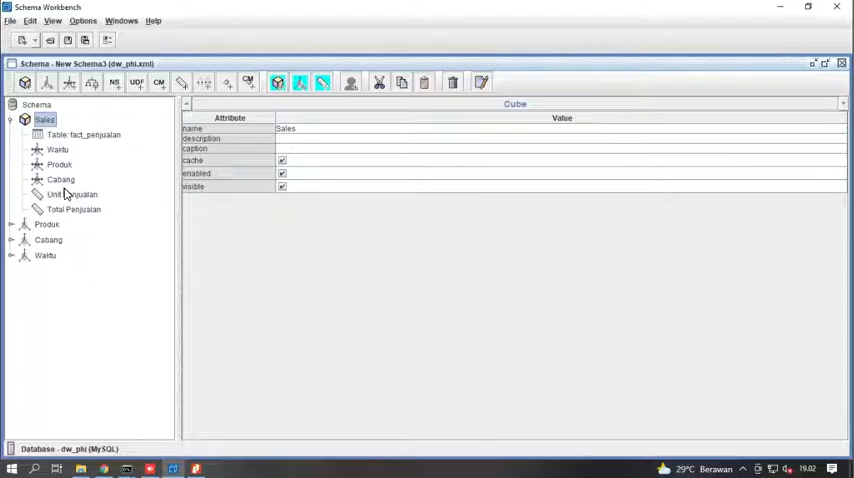 Schema Workbench
File Edit View Options Windows Help
Schema - New Schema3 (dw_phi.xml)
NS UDF CM CM
Schema
Sales
Table: fact_penjualan
Waktu
Produk
Cabang
Unit Penjualan
Total Penjualan
Produk
Cabang
Waktu
Cube
Attribute Value
name Sales
description
caption
cache
enabled
visible
Database - dw_phi (MySQL)
29°C Berawan 19.02